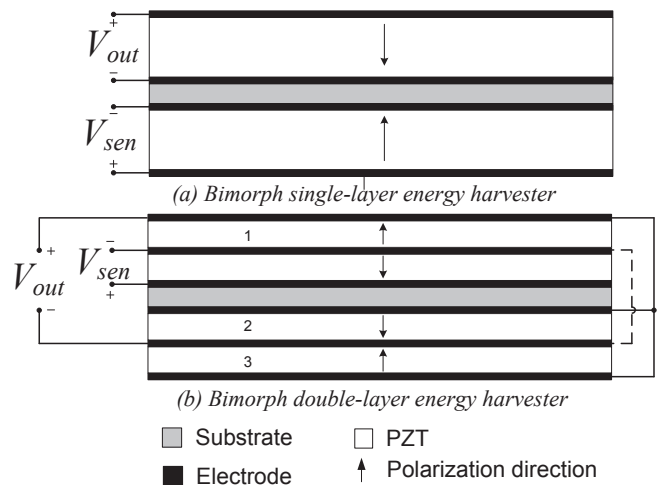 +
V_out
−
−
V_sen
+
(a) Bimorph single-layer energy harvester
1
+
−
V_out
V_sen
+
−
2
3
(b) Bimorph double-layer energy harvester
Substrate
PZT
Electrode
Polarization direction